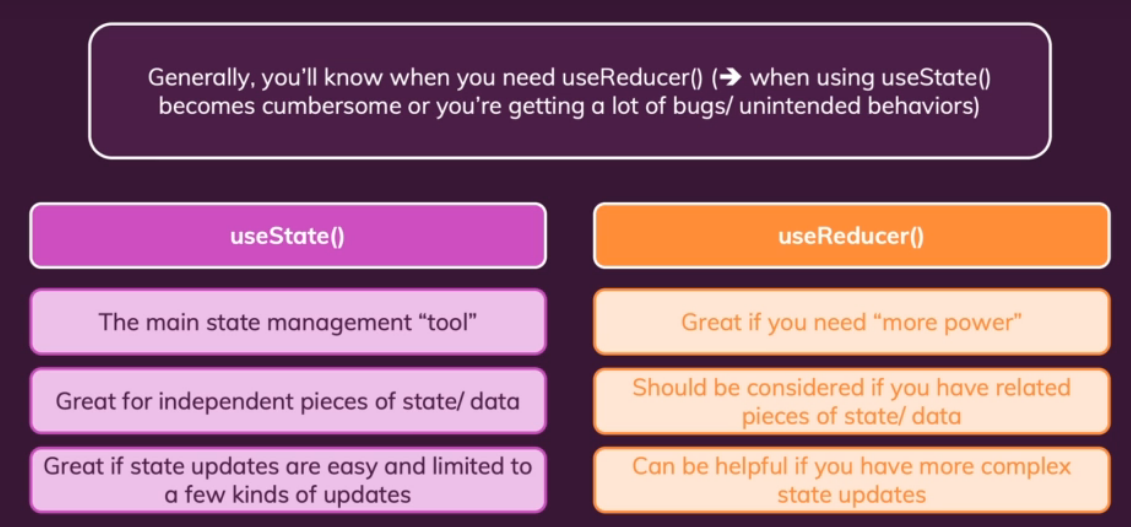 Generally, you’ll know when you need useReducer() (➔ when using useState()
becomes cumbersome or you’re getting a lot of bugs/ unintended behaviors)
useState()
useReducer()
The main state management “tool”
Great if you need “more power”
Great for independent pieces of state/ data
Should be considered if you have related
pieces of state/ data
Great if state updates are easy and limited to
a few kinds of updates
Can be helpful if you have more complex
state updates